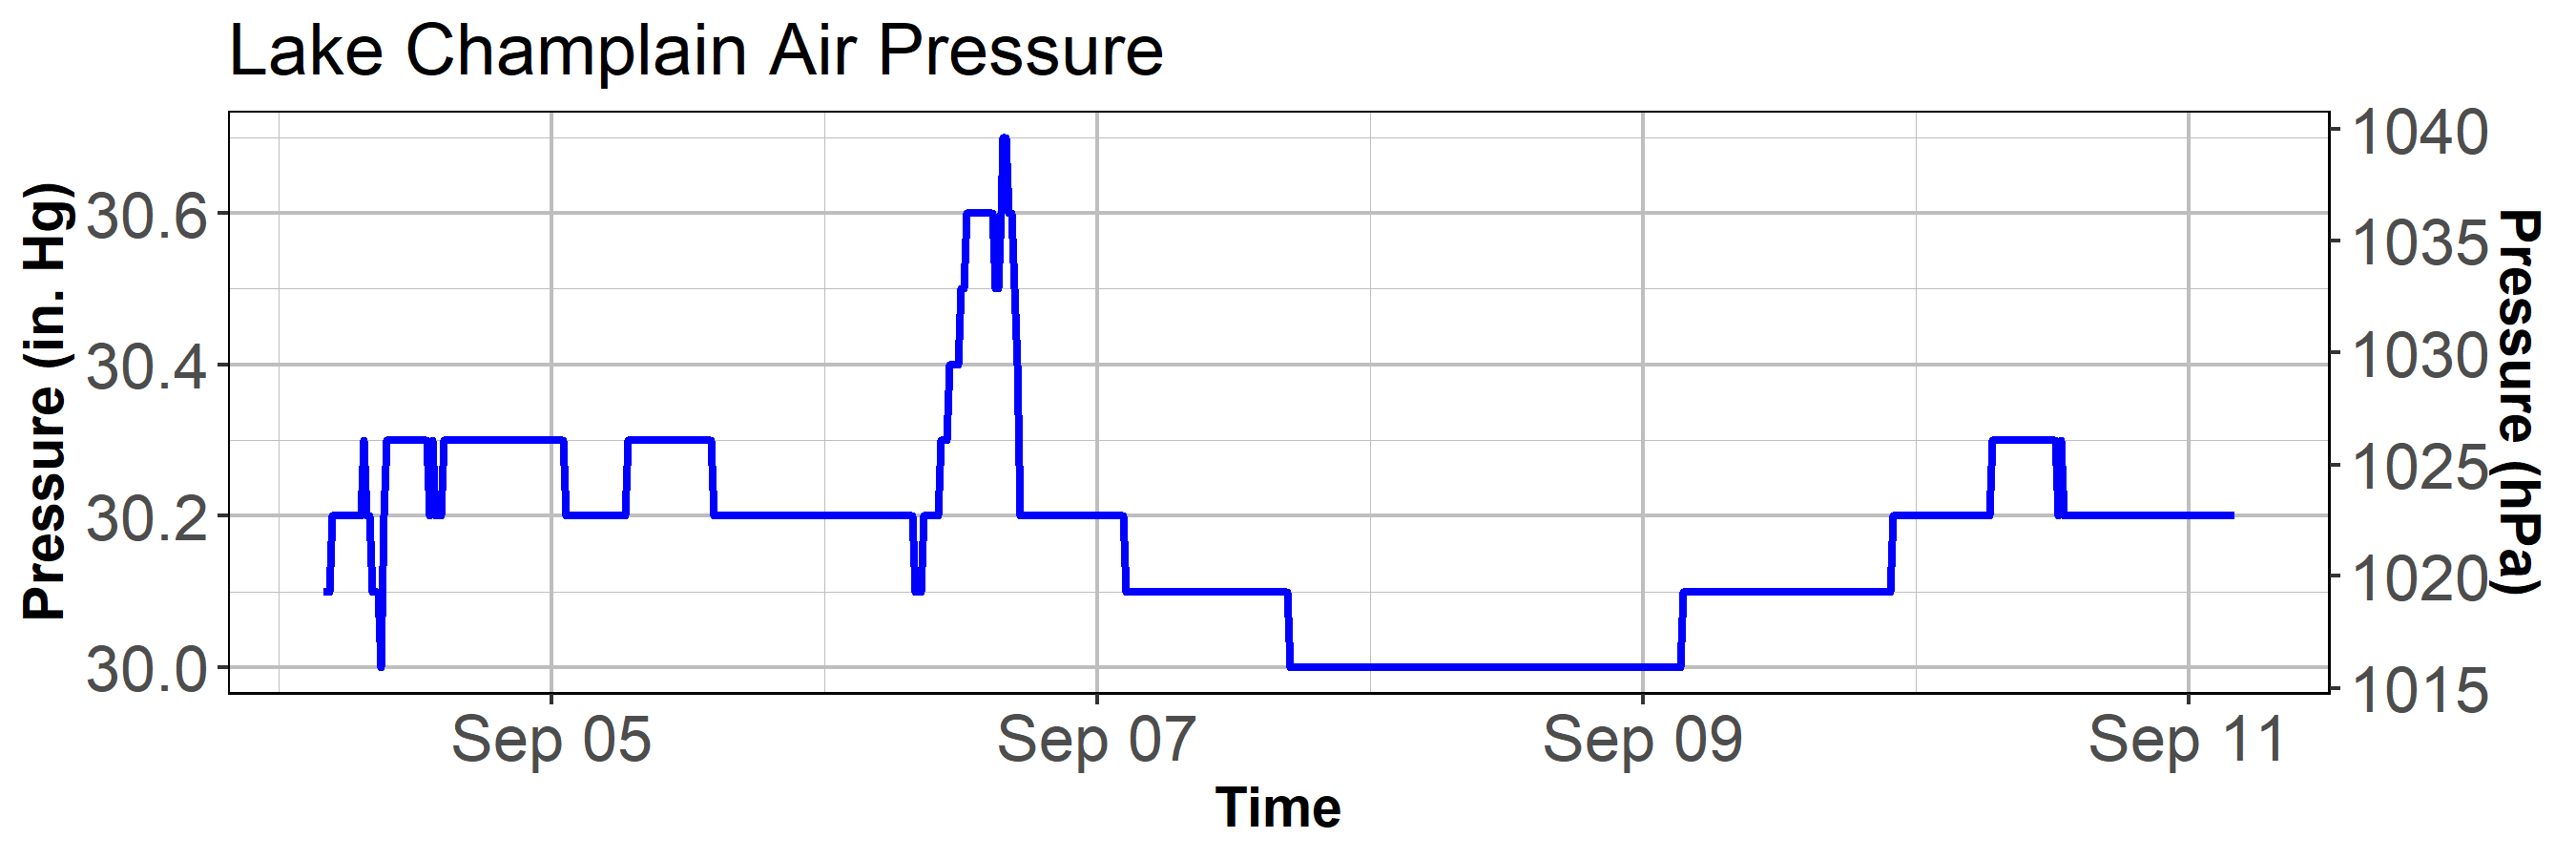 Lake Champlain Air Pressure
Pressure (in. Hg)
30.6
30.4
30.2
30.0
1040
1035
1030
1025
1020
1015
Pressure (hPa)
Sep 05 Sep 07 Sep 09 Sep 11
Time